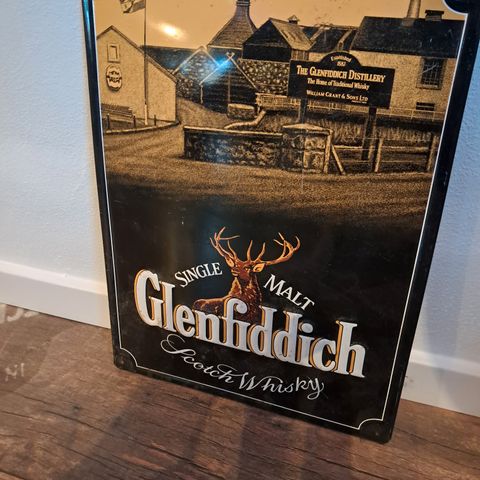 Established
1887
THE GLENFIDDICH DISTILLERY
The Home of Traditional Whisky
WILLIAM GRANT & SONS LTD
SINGLE MALT
Glenfiddich
Scotch Whisky